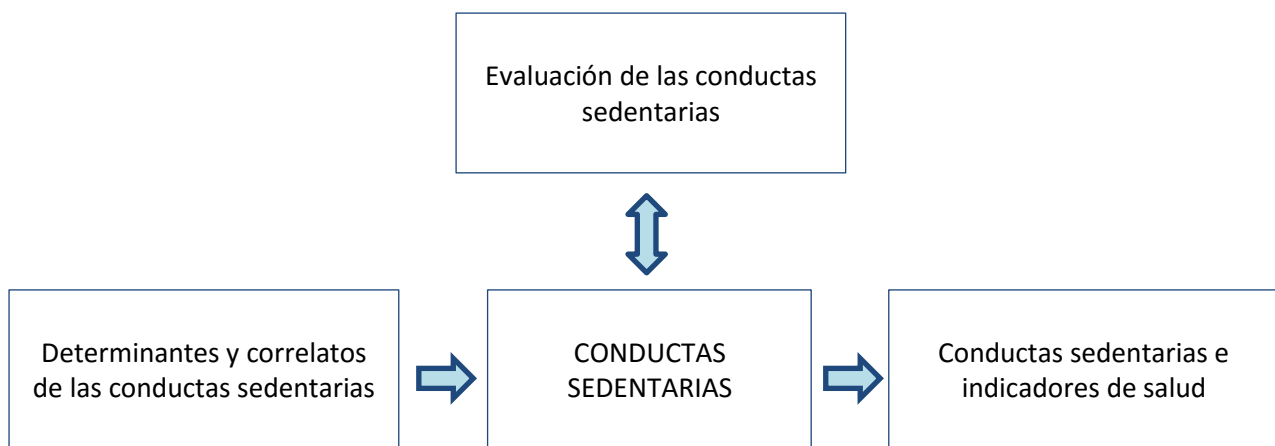 Evaluación de las conductas
sedentarias
Determinantes y correlatos
de las conductas sedentarias
CONDUCTAS
SEDENTARIAS
Conductas sedentarias e
indicadores de salud